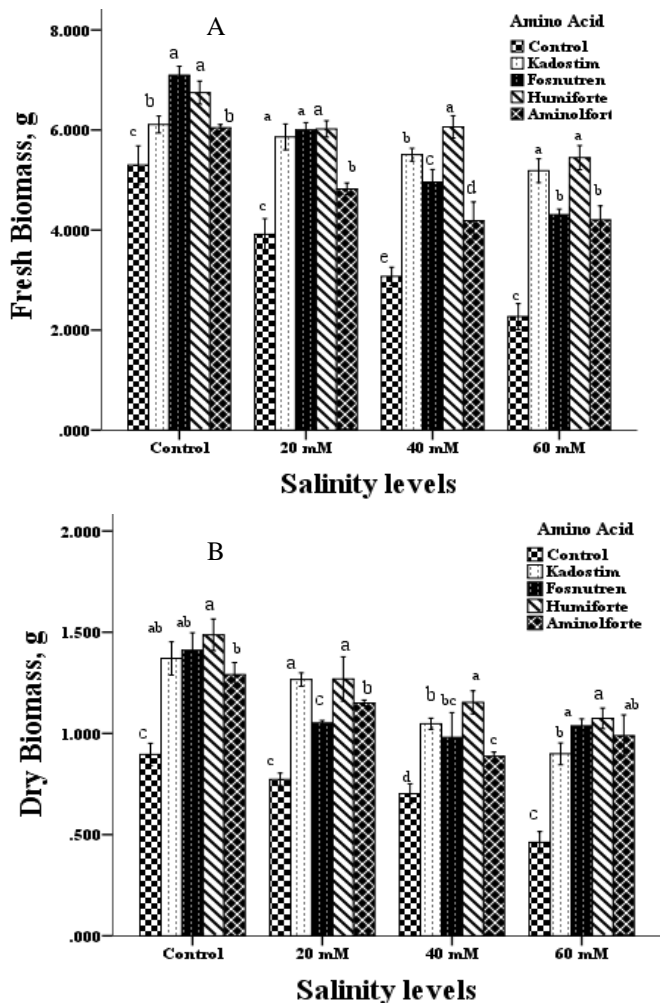 A
Amino Acid
Control
Kadostim
Fosnutren
Humiforte
Aminolforte
Fresh Biomass, g
8.000
6.000
4.000
2.000
.000
c b a a b
c a a a b
e b c a d
c a b a b
Control 20 mM 40 mM 60 mM
Salinity levels
B
Amino Acid
Control
Kadostim
Fosnutren
Humiforte
Aminolforte
Dry Biomass, g
2.000
1.500
1.000
.500
.000
c ab ab a b
c a c a b
d b bc a c
c b a a ab
Control 20 mM 40 mM 60 mM
Salinity levels